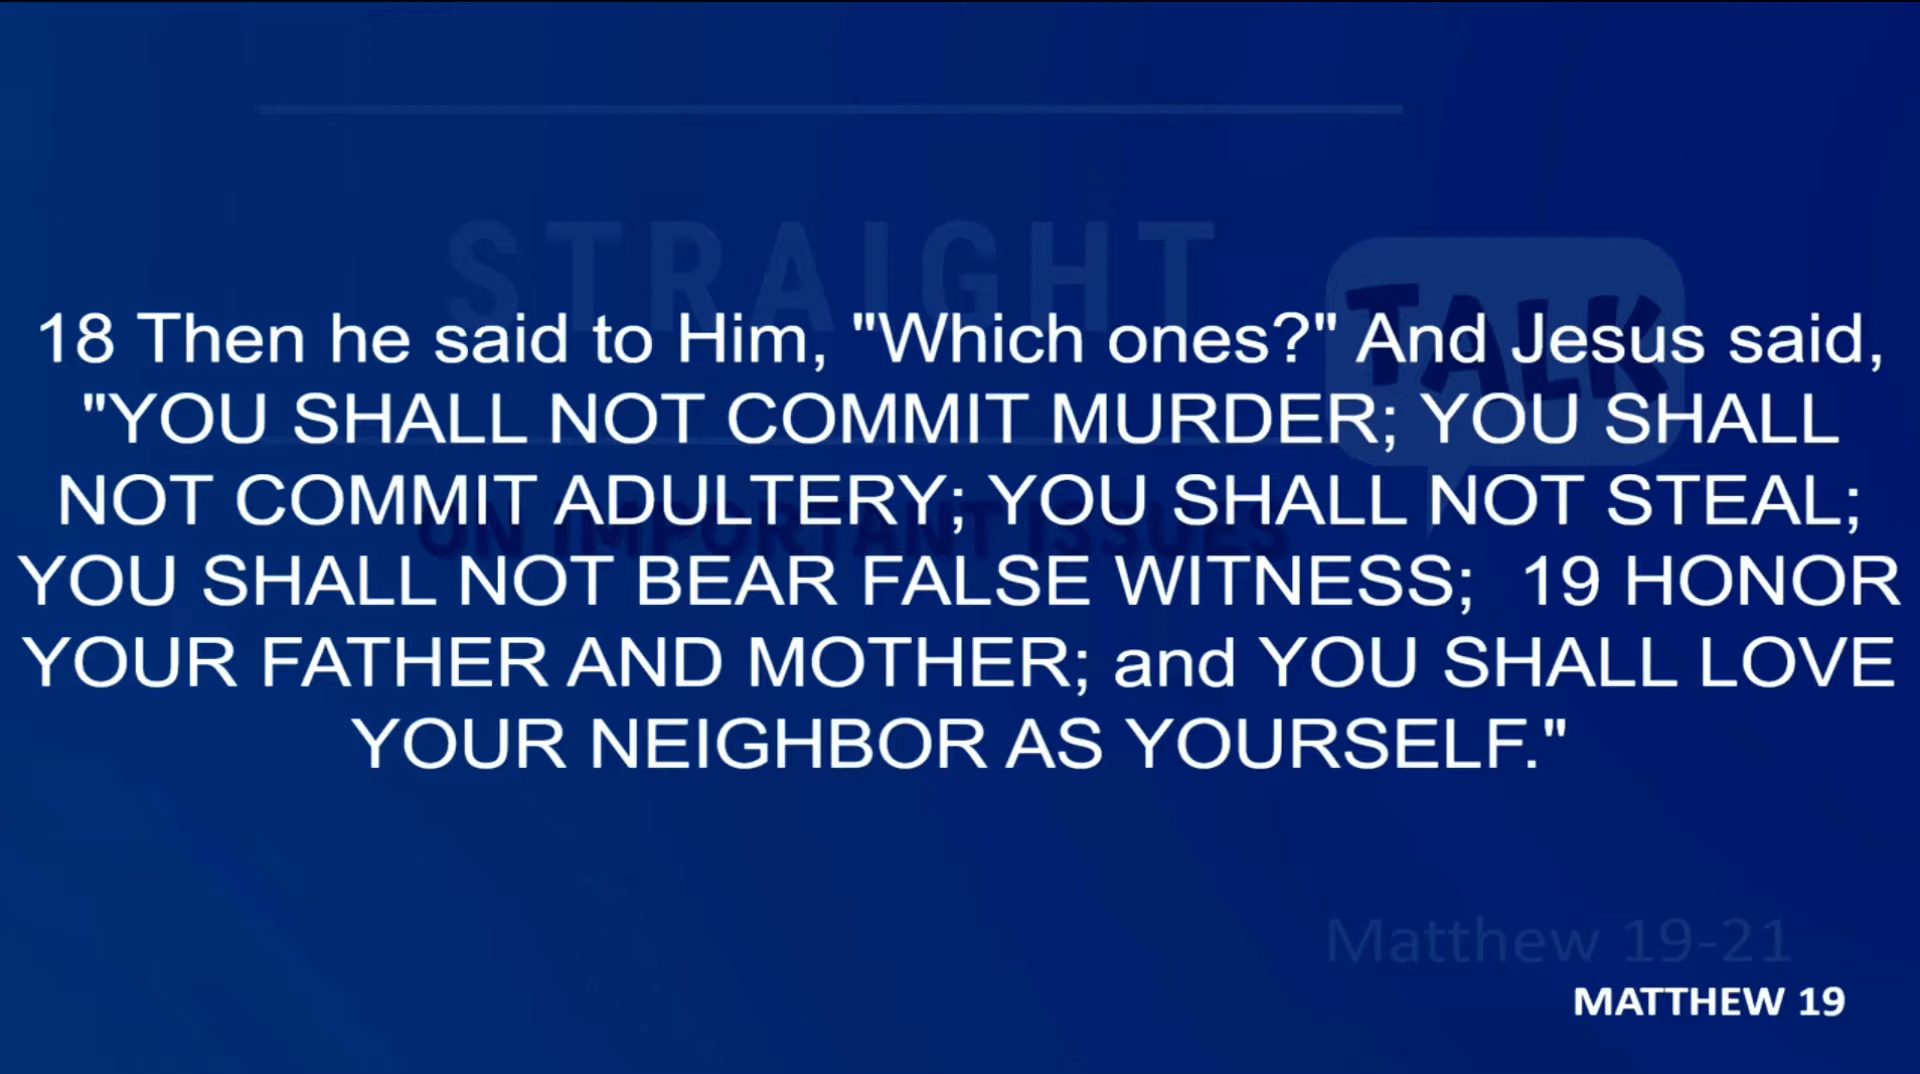 STRAIGHT
TALK
18 Then he said to Him, "Which ones?" And Jesus said,
"YOU SHALL NOT COMMIT MURDER; YOU SHALL
NOT COMMIT ADULTERY; YOU SHALL NOT STEAL;
ON IMPORTANT ISSUES
YOU SHALL NOT BEAR FALSE WITNESS;  19 HONOR
YOUR FATHER AND MOTHER; and YOU SHALL LOVE
YOUR NEIGHBOR AS YOURSELF."
Matthew 19-21
MATTHEW 19